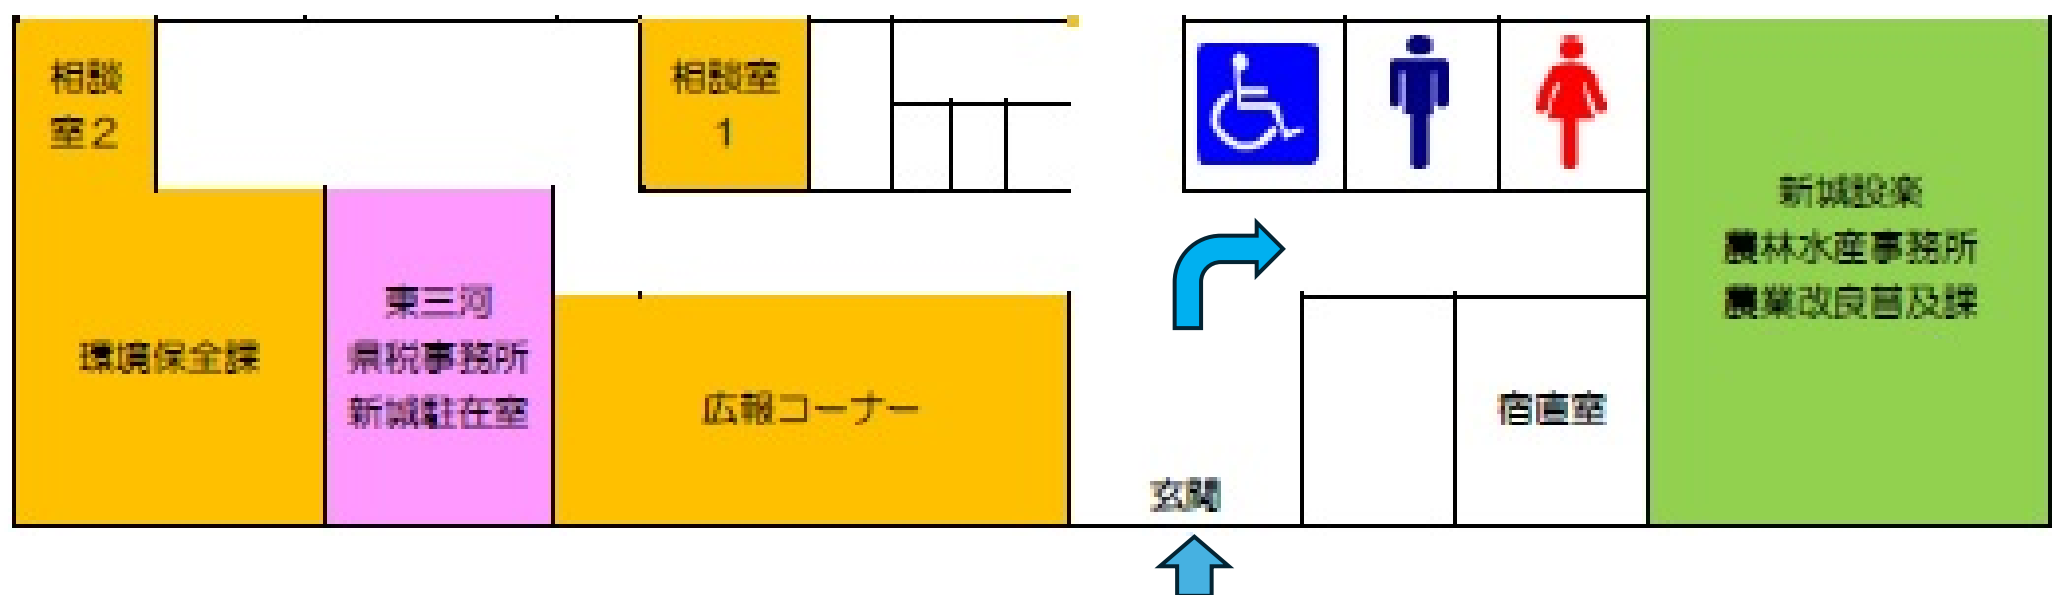 相談
室2
相談室
1
新城設楽
農林水産事務所
農業改良普及課
東三河
県税事務所
新城駐在室
環境保全課
広報コーナー
宿直室
玄関